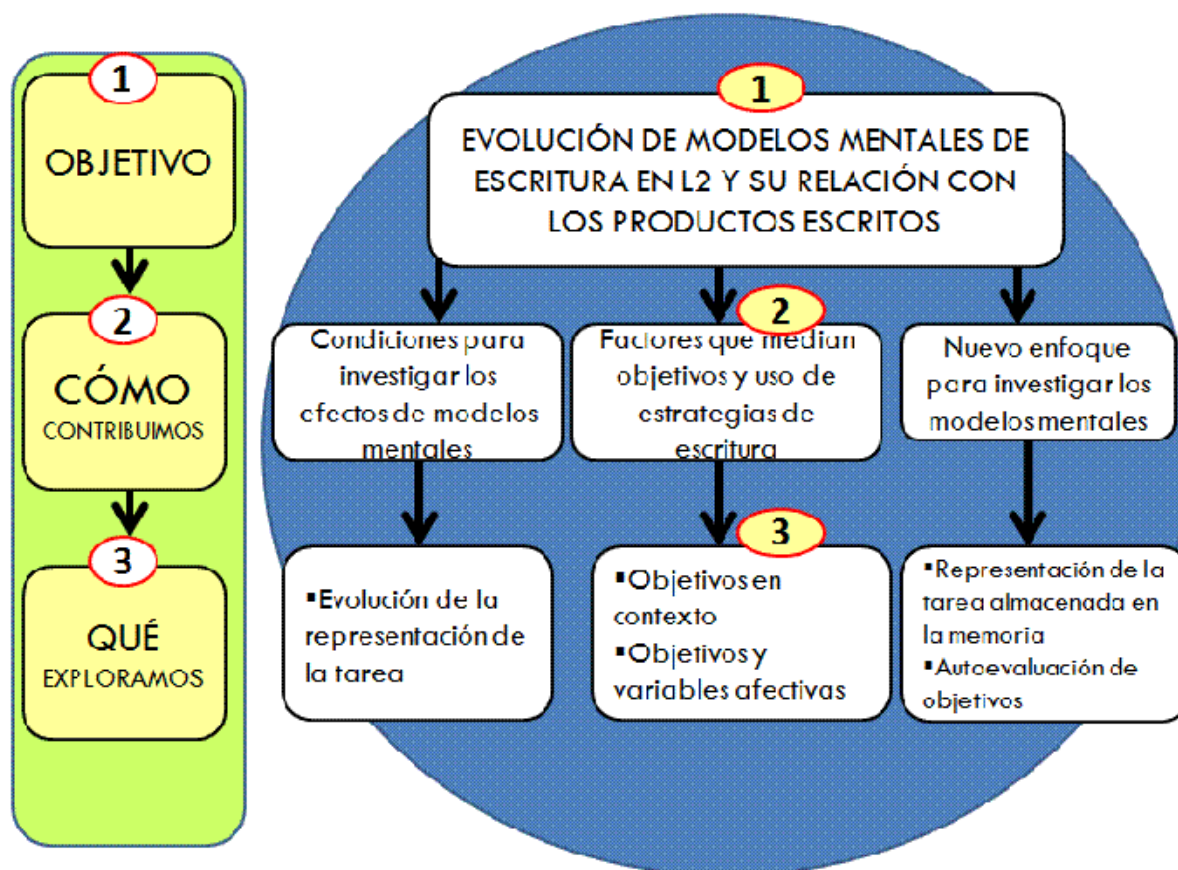 1
OBJETIVO
2
CÓMO
CONTRIBUIMOS
3
QUÉ
EXPLORAMOS
1
EVOLUCIÓN DE MODELOS MENTALES DE
ESCRITURA EN L2 Y SU RELACIÓN CON
LOS PRODUCTOS ESCRITOS
Condiciones para
investigar los
efectos de modelos
mentales
2
Factores que median
objetivos y uso de
estrategias de
escritura
Nuevo enfoque
para investigar los
modelos mentales
▪Evolución de la
representación de
la tarea
3
▪Objetivos en
contexto
▪Objetivos y
variables afectivas
▪Representación de la
tarea almacenada en
la memoria
▪Autoevaluación de
objetivos